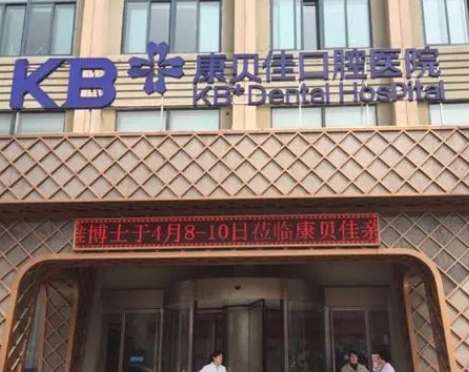 KB 康贝佳口腔医院
KB+Dental Hospital
博士于4月8-10日莅临康贝佳亲